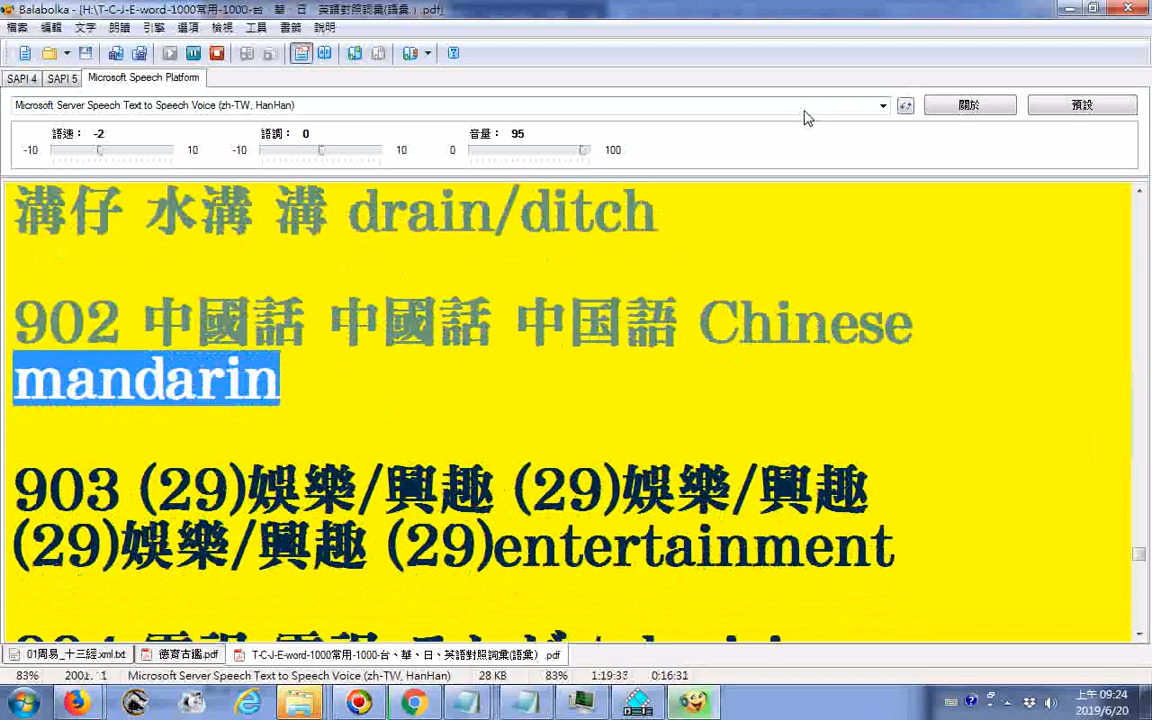 Balabolka - [H:\T-C-J-E-word-1000常用-1000-台、華、日、英語對照詞彙(語彙).pdf]
檔案 編輯 文字 朗讀 引擎 選項 檢視 工具 書籤 說明
SAPI 4 SAPI 5 Microsoft Speech Platform
Microsoft Server Speech Text to Speech Voice (zh-TW, HanHan) 關於 預設
語速: -2 語調: 0 音量: 95
-10 10 -10 10 0 100
溝仔 水溝 溝 drain/ditch
902 中國話 中國話 中国語 Chinese
mandarin
903 (29)娛樂/興趣 (29)娛樂/興趣
(29)娛樂/興趣 (29)entertainment
01周易_十三經.xml.txt 德育古鑑.pdf T-C-J-E-word-1000常用-1000-台、華、日、英語對照詞彙(語彙) .pdf
83% Microsoft Server Speech Text to Speech Voice (zh-TW, HanHan) 83% 28 KB 1:19:33 0:16:31
上午 09:24
2019/6/20